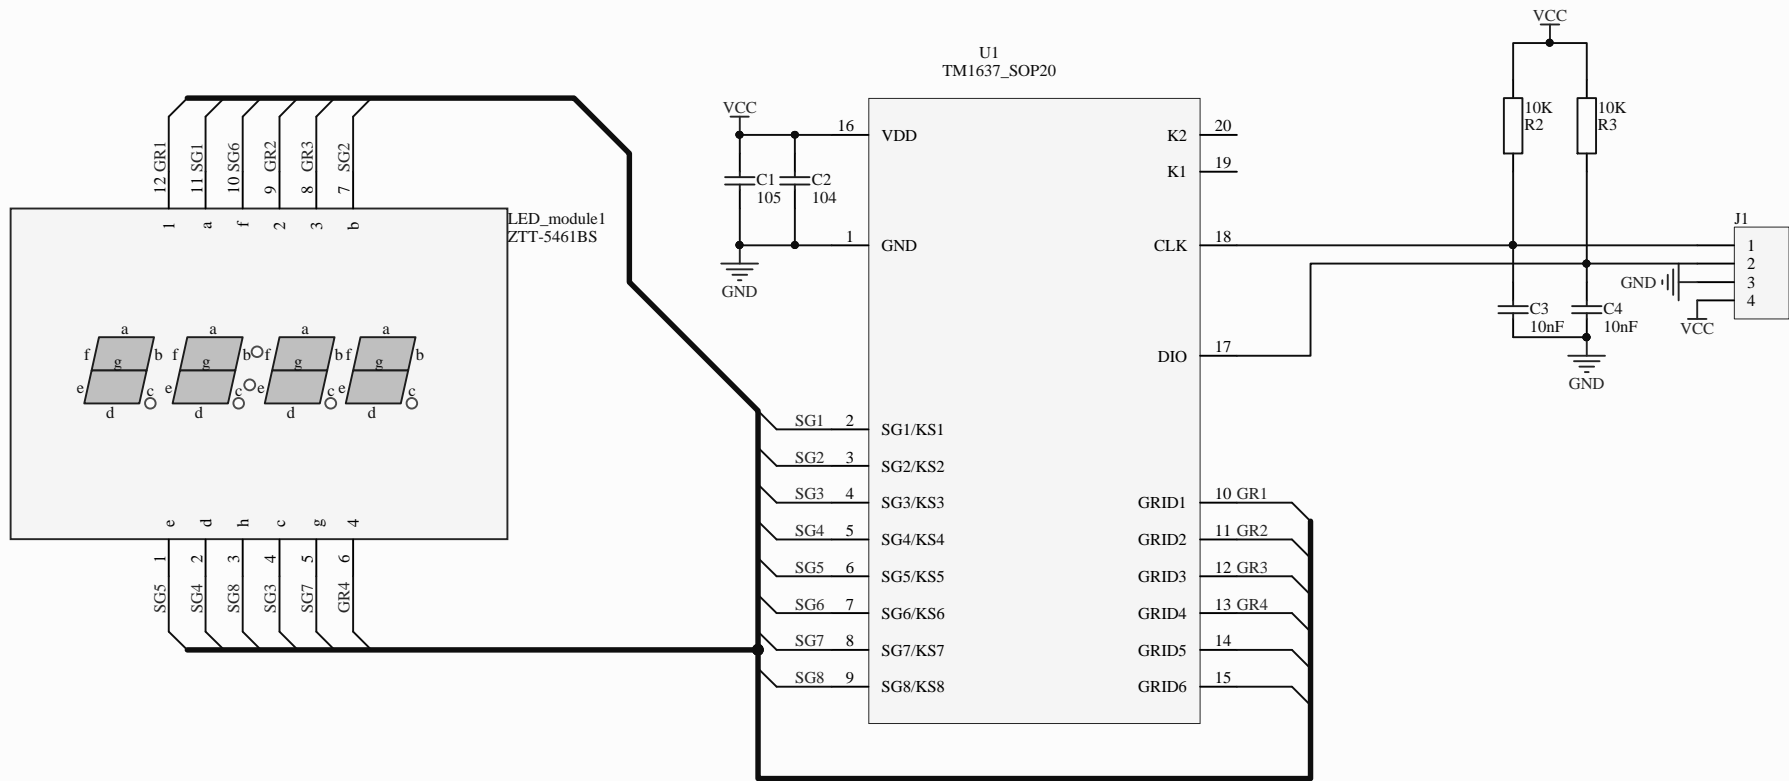 U1
TM1637_SOP20
VCC
16 VDD
C1
105
C2
104
1 GND
GND
K2 20
K1 19
CLK 18
DIO 17
SG1 2 SG1/KS1
SG2 3 SG2/KS2
SG3 4 SG3/KS3
SG4 5 SG4/KS4
SG5 6 SG5/KS5
SG6 7 SG6/KS6
SG7 8 SG7/KS7
SG8 9 SG8/KS8
GRID1 10 GR1
GRID2 11 GR2
GRID3 12 GR3
GRID4 13 GR4
GRID5 14
GRID6 15
12 GR1
11 SG1
10 SG6
9 GR2
8 GR3
7 SG2
1 a f 2 3 b
LED_module1
ZTT-5461BS
a a a a
f b f b f b f b
g g g g
e c e c e c e c
d d d d
e d h c g 4
1 2 3 4 5 6
SG5
SG4
SG8
SG3
SG7
GR4
VCC
10K
R2
10K
R3
C3
10nF
C4
10nF
GND
J1
1
2
GND 3
4
VCC